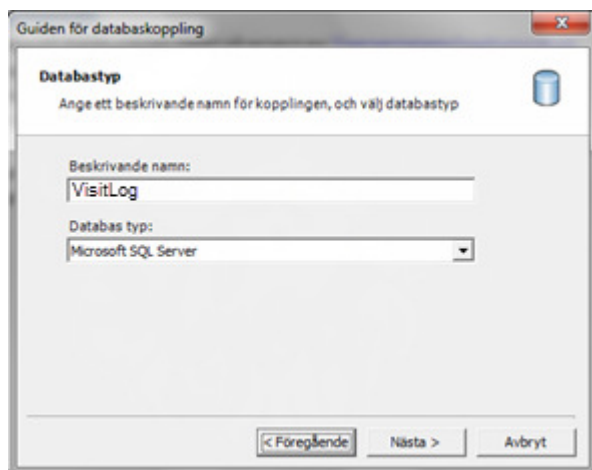 Guiden för databaskoppling
Databastyp
Ange ett beskrivande namn för kopplingen, och välj databastyp
Beskrivande namn:
VisitLog
Databas typ:
Microsoft SQL Server
< Föregående
Nästa >
Avbryt